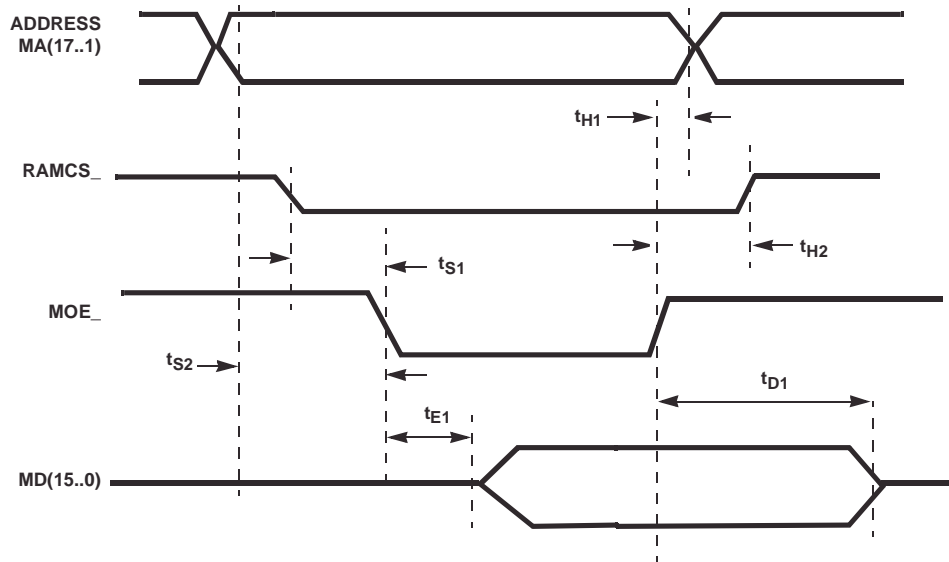 ADDRESS
MA(17..1)
tH1
RAMCS_
tS1
tH2
MOE_
tS2
tD1
tE1
MD(15..0)